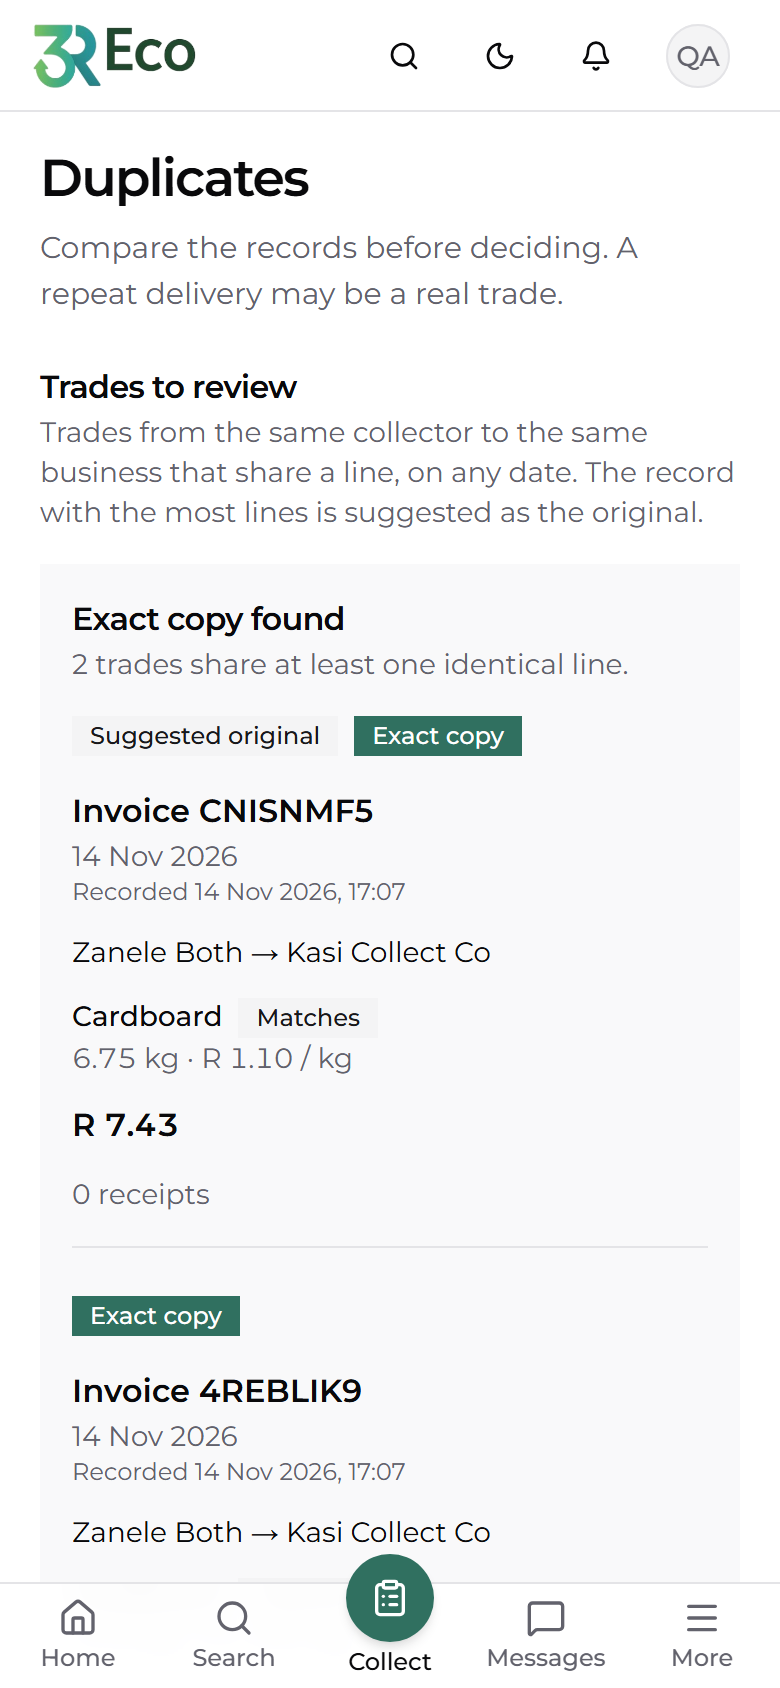 3R Eco
QA
Duplicates
Compare the records before deciding. A
repeat delivery may be a real trade.
Trades to review
Trades from the same collector to the same
business that share a line, on any date. The record
with the most lines is suggested as the original.
Exact copy found
2 trades share at least one identical line.
Suggested original Exact copy
Invoice CNISNMF5
14 Nov 2026
Recorded 14 Nov 2026, 17:07
Zanele Both → Kasi Collect Co
Cardboard Matches
6.75 kg · R 1.10 / kg
R 7.43
0 receipts
Exact copy
Invoice 4REBLIK9
14 Nov 2026
Recorded 14 Nov 2026, 17:07
Zanele Both → Kasi Collect Co
Home Search Collect Messages More